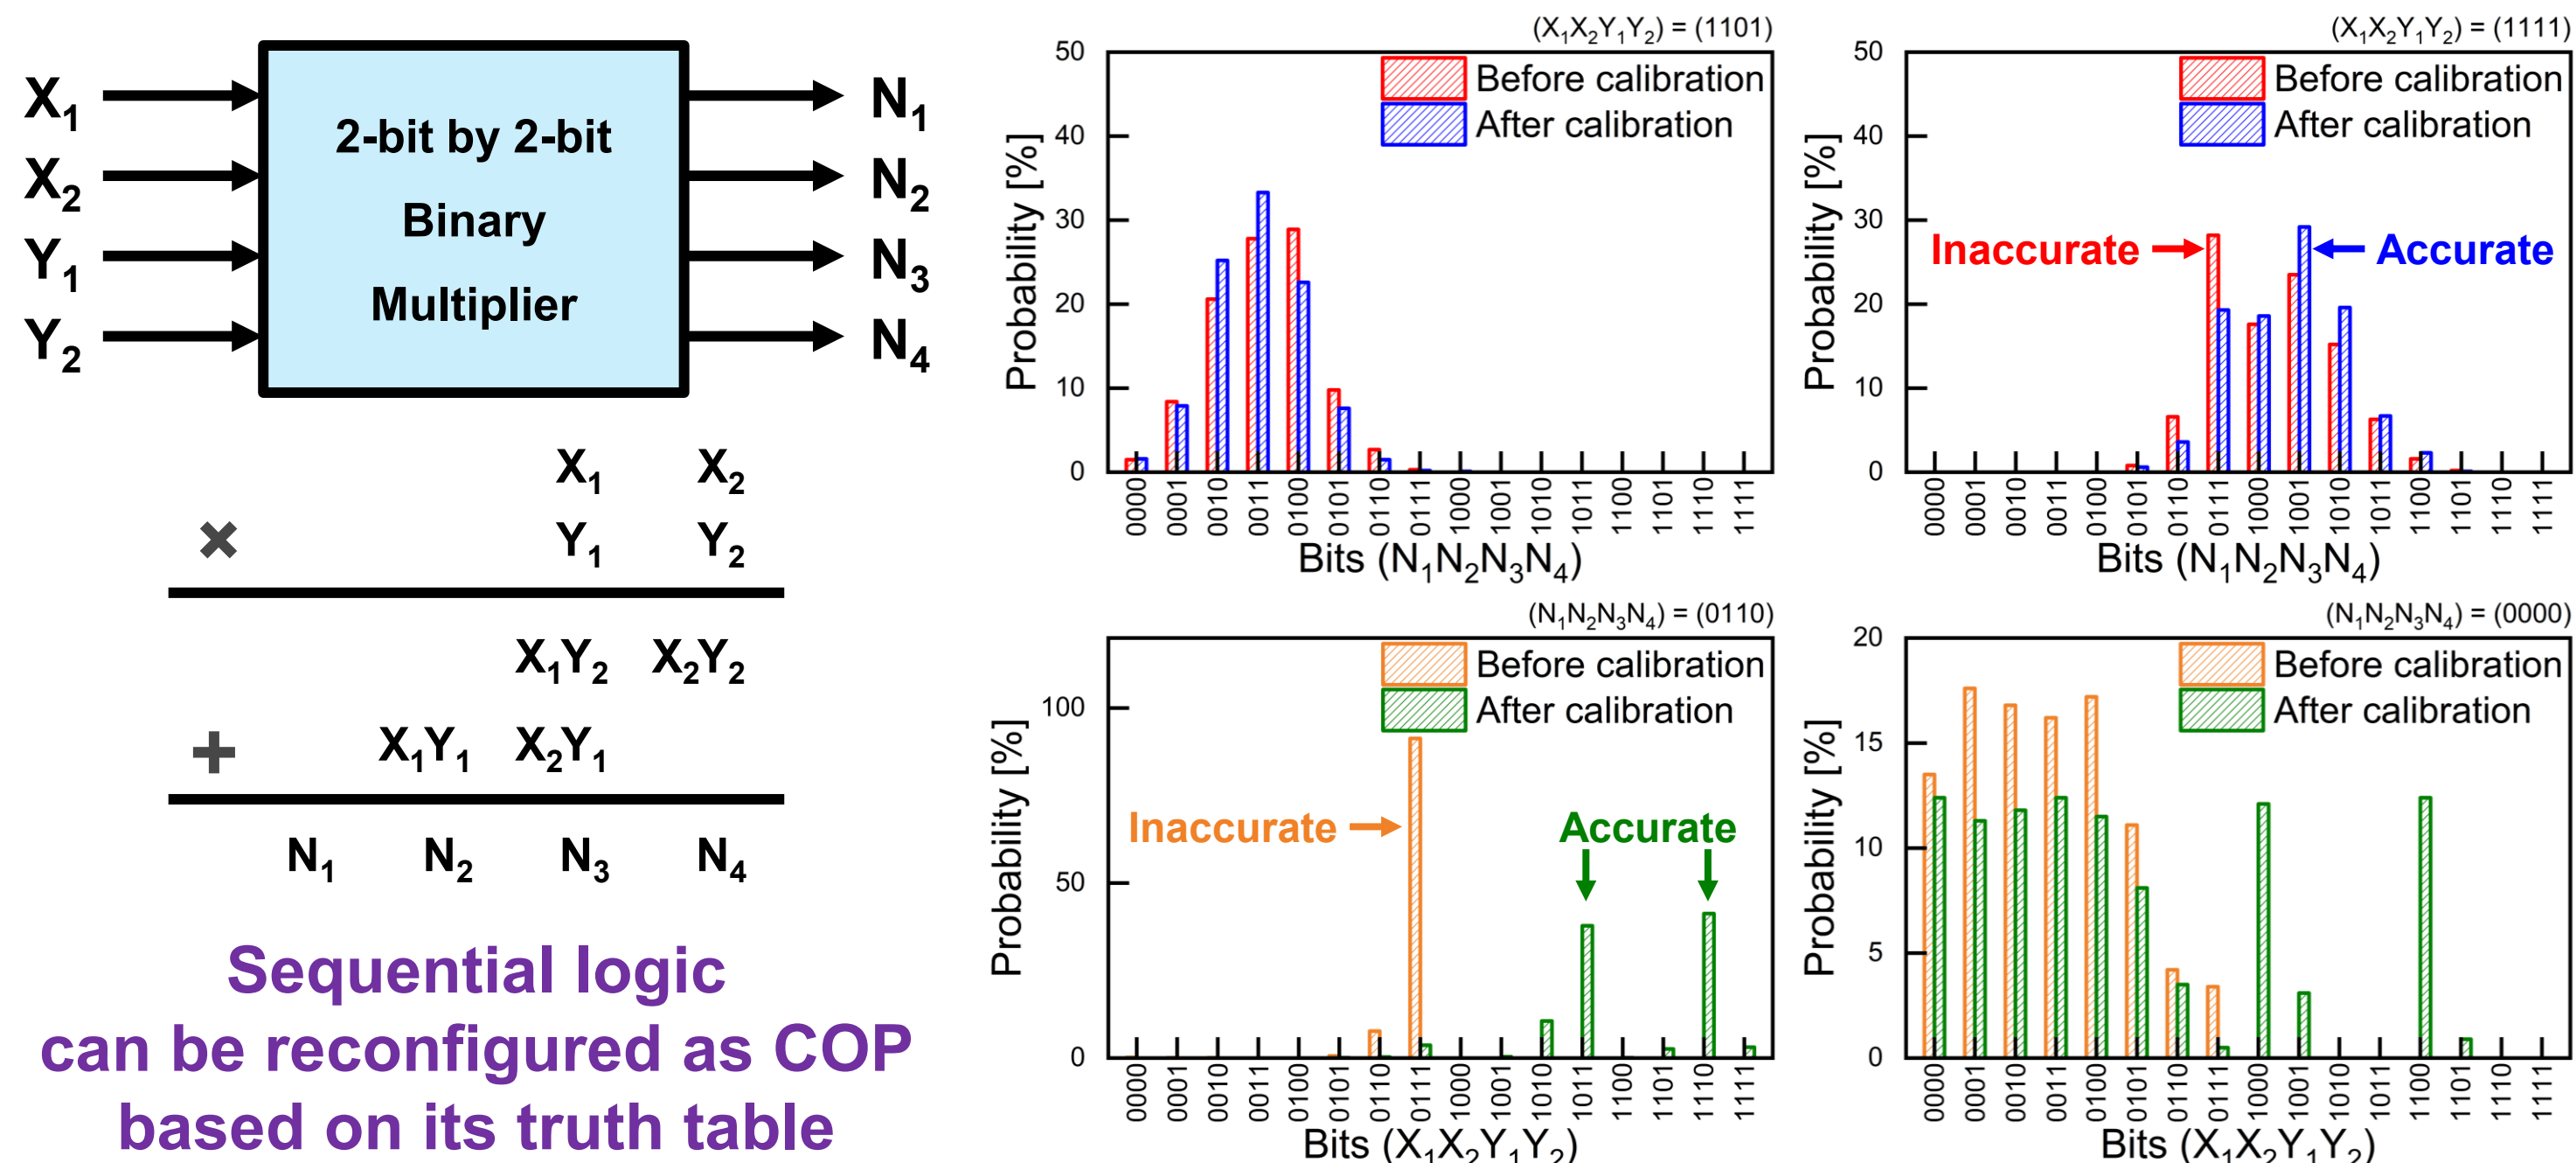 X₁
X₂
Y₁
Y₂
2-bit by 2-bit
Binary
Multiplier
N₁
N₂
N₃
N₄
X₁ X₂
× Y₁ Y₂
X₁Y₂ X₂Y₂
+ X₁Y₁ X₂Y₁
N₁ N₂ N₃ N₄
Sequential logic
can be reconfigured as COP
based on its truth table
(X₁X₂Y₁Y₂) = (1101)
Before calibration
After calibration
Probability [%]
50
40
30
20
10
0
0000 0001 0010 0011 0100 0101 0110 0111 1000 1001 1010 1011 1100 1101 1110 1111
Bits (N₁N₂N₃N₄)
(X₁X₂Y₁Y₂) = (1111)
Before calibration
After calibration
Inaccurate
Accurate
Probability [%]
50
40
30
20
10
0
0000 0001 0010 0011 0100 0101 0110 0111 1000 1001 1010 1011 1100 1101 1110 1111
Bits (N₁N₂N₃N₄)
(N₁N₂N₃N₄) = (0110)
Before calibration
After calibration
Inaccurate
Accurate
Probability [%]
100
50
0
0000 0001 0010 0011 0100 0101 0110 0111 1000 1001 1010 1011 1100 1101 1110 1111
Bits (X₁X₂Y₁Y₂)
(N₁N₂N₃N₄) = (0000)
Before calibration
After calibration
Probability [%]
20
15
10
5
0
0000 0001 0010 0011 0100 0101 0110 0111 1000 1001 1010 1011 1100 1101 1110 1111
Bits (X₁X₂Y₁Y₂)